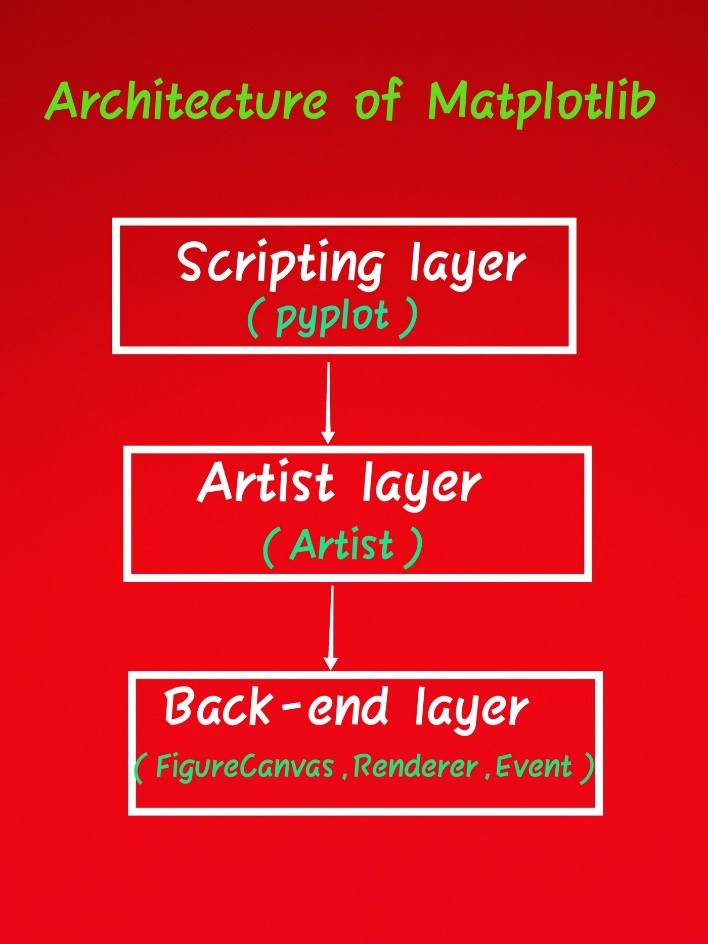 Architecture of Matplotlib
Scripting layer
( pyplot )
Artist layer
( Artist )
Back-end layer
( FigureCanvas , Renderer , Event )